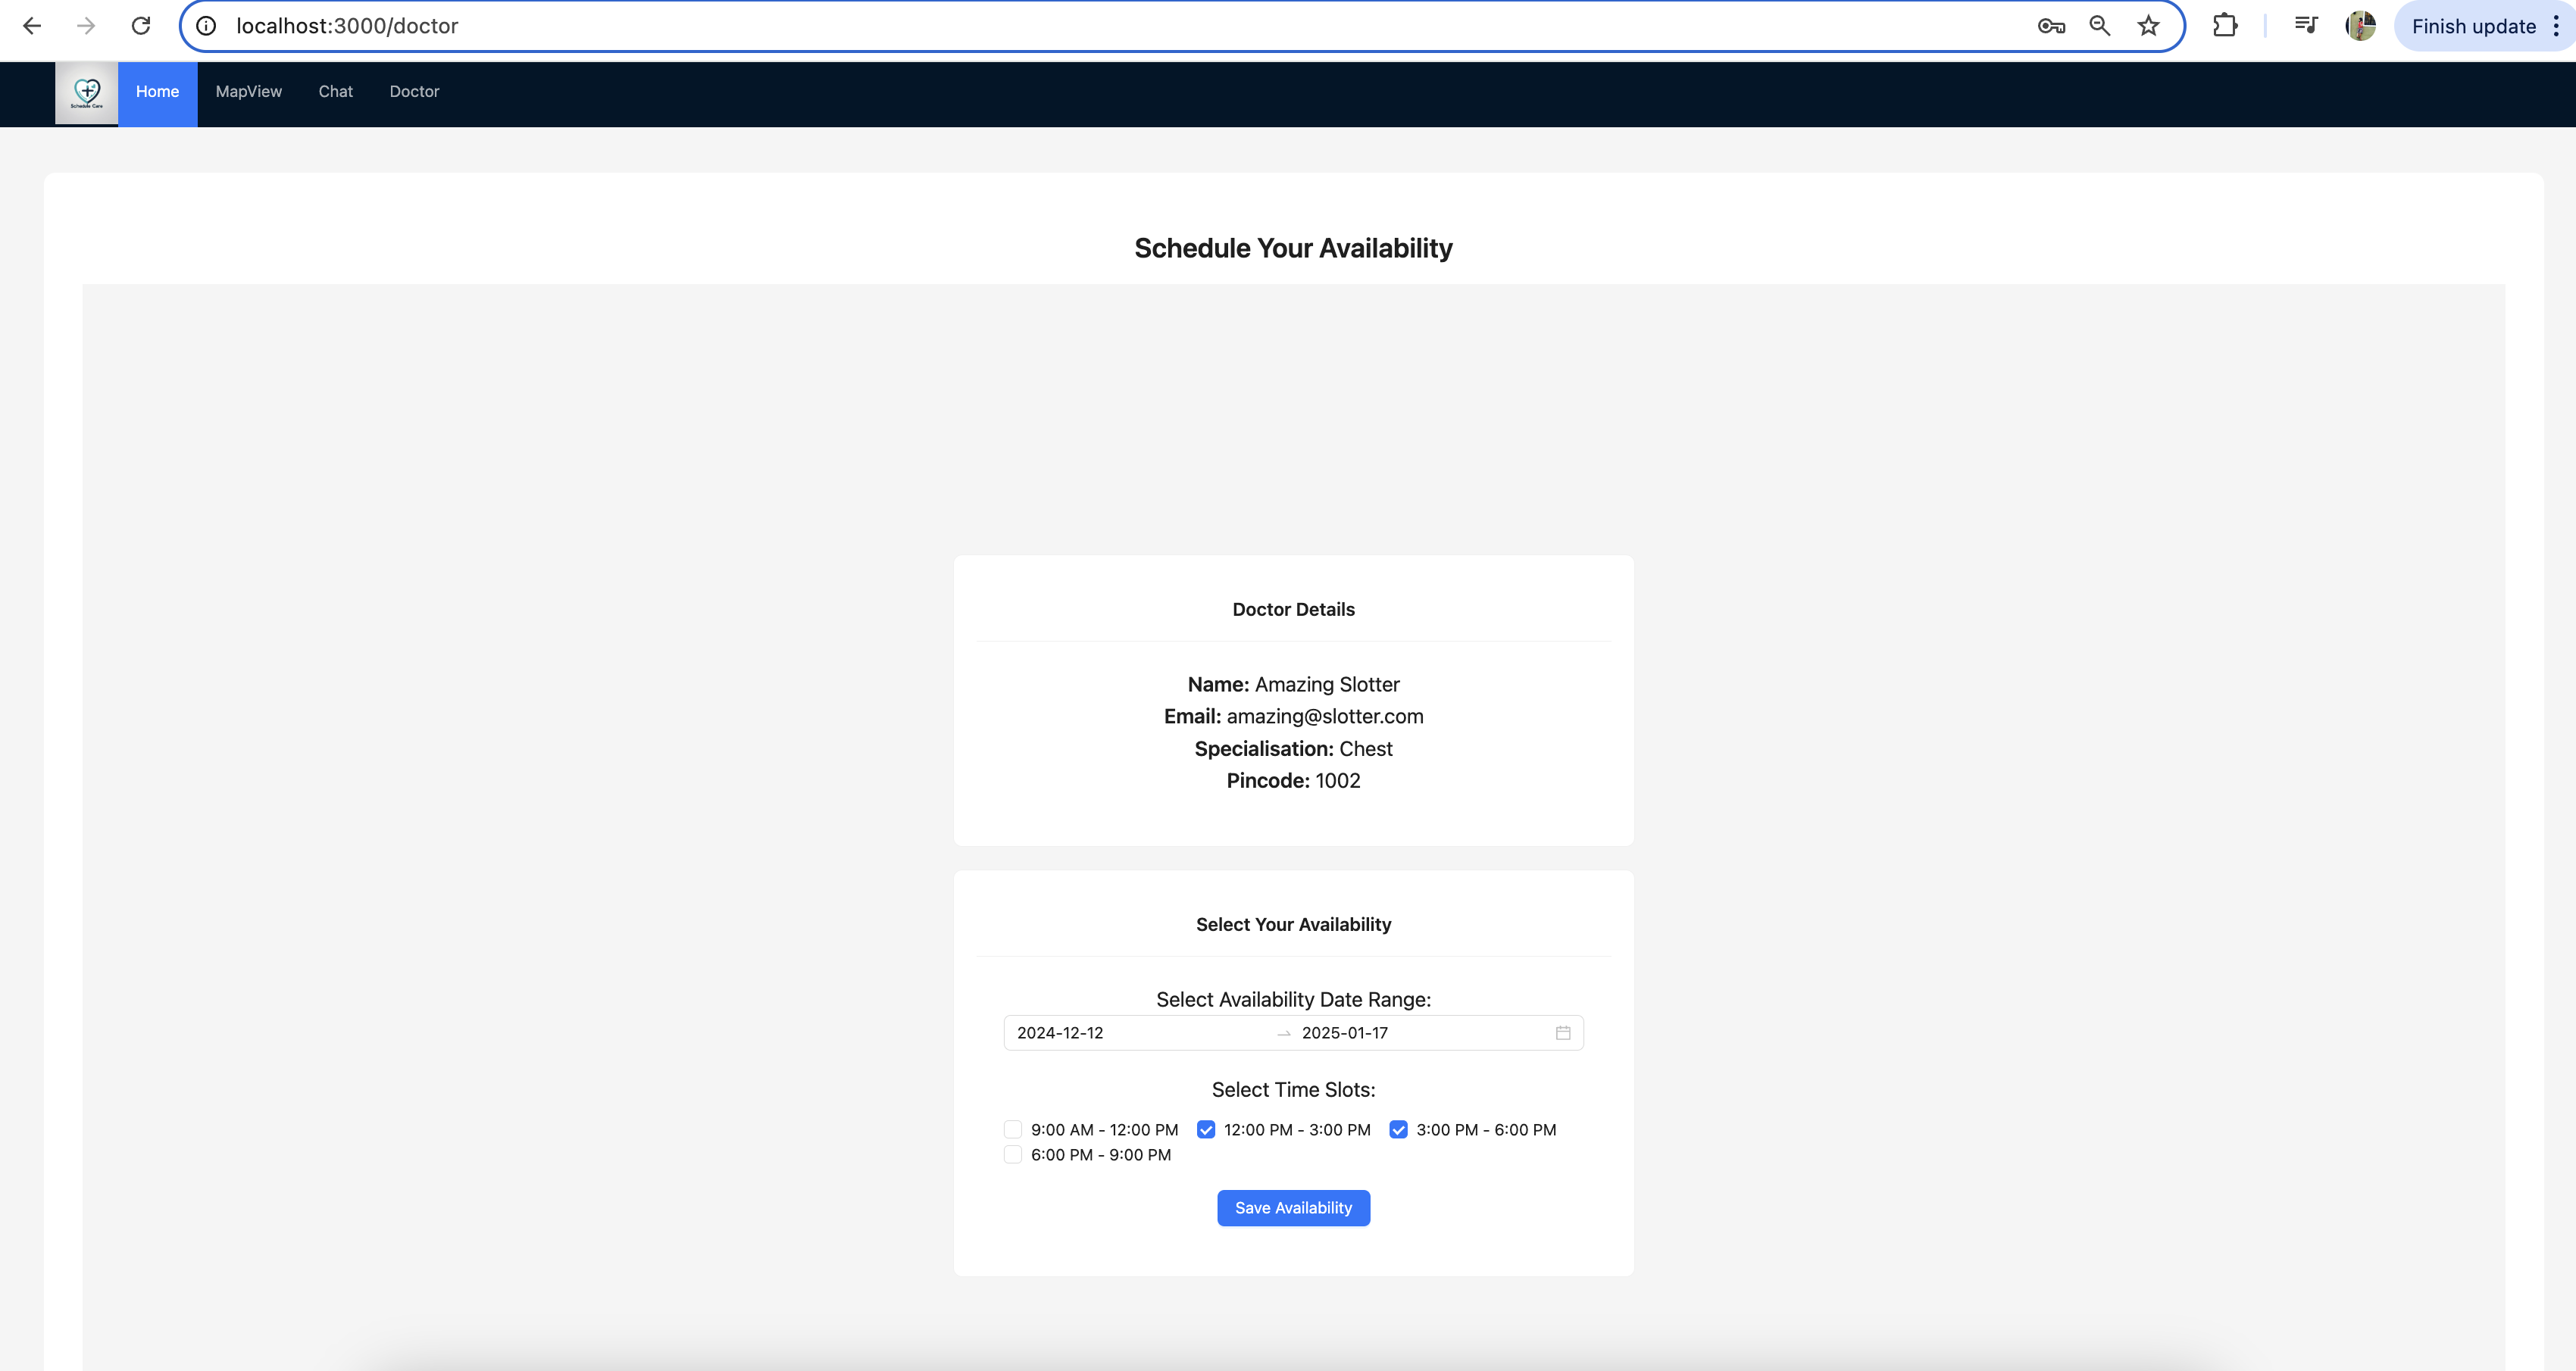 localhost:3000/doctor
Finish update
Schedule Care
Home MapView Chat Doctor
Schedule Your Availability
Doctor Details
Name: Amazing Slotter
Email: amazing@slotter.com
Specialisation: Chest
Pincode: 1002
Select Your Availability
Select Availability Date Range:
2024-12-12 → 2025-01-17
Select Time Slots:
9:00 AM - 12:00 PM 12:00 PM - 3:00 PM 3:00 PM - 6:00 PM
6:00 PM - 9:00 PM
Save Availability